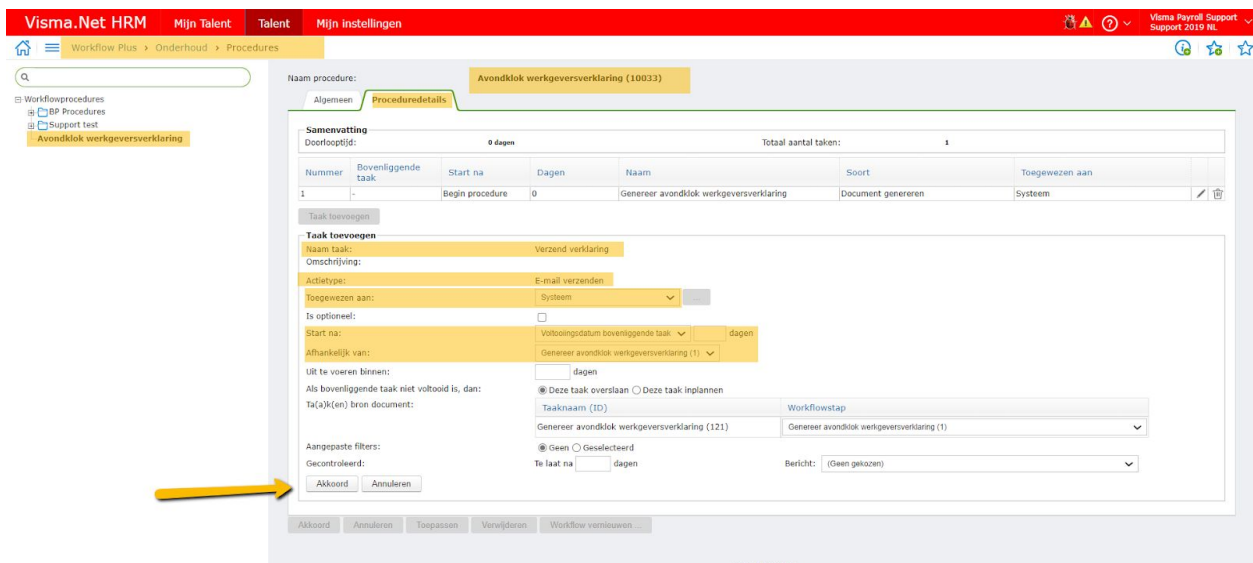 Visma.Net HRM Mijn Talent Talent Mijn instellingen Visma Payroll Support
Support 2019 NL
Workflow Plus › Onderhoud › Procedures
Workflowprocedures
BP Procedures
Support test
Avondklok werkgeversverklaring
Naam procedure: Avondklok werkgeversverklaring (10033)
Algemeen Proceduredetails
Samenvatting
Doorlooptijd: 0 dagen Totaal aantal taken: 1
Nummer Bovenliggende taak Start na Dagen Naam Soort Toegewezen aan
1 - Begin procedure 0 Genereer avondklok werkgeversverklaring Document genereren Systeem
Taak toevoegen
Taak toevoegen
Naam taak: Verzend verklaring
Omschrijving:
Actietype: E-mail verzenden
Toegewezen aan: Systeem ...
Is optioneel:
Start na: Voltooiingsdatum bovenliggende taak dagen
Afhankelijk van: Genereer avondklok werkgeversverklaring (1)
Uit te voeren binnen: dagen
Als bovenliggende taak niet voltooid is, dan: Deze taak overslaan Deze taak inplannen
Ta(a)k(en) bron document: Taaknaam (ID) Workflowstap
Genereer avondklok werkgeversverklaring (121) Genereer avondklok werkgeversverklaring (1)
Aangepaste filters: Geen Geselecteerd
Gecontroleerd: Te laat na dagen Bericht: (Geen gekozen)
Akkoord Annuleren
Akkoord Annuleren Toepassen Verwijderen Workflow vernieuwen ...